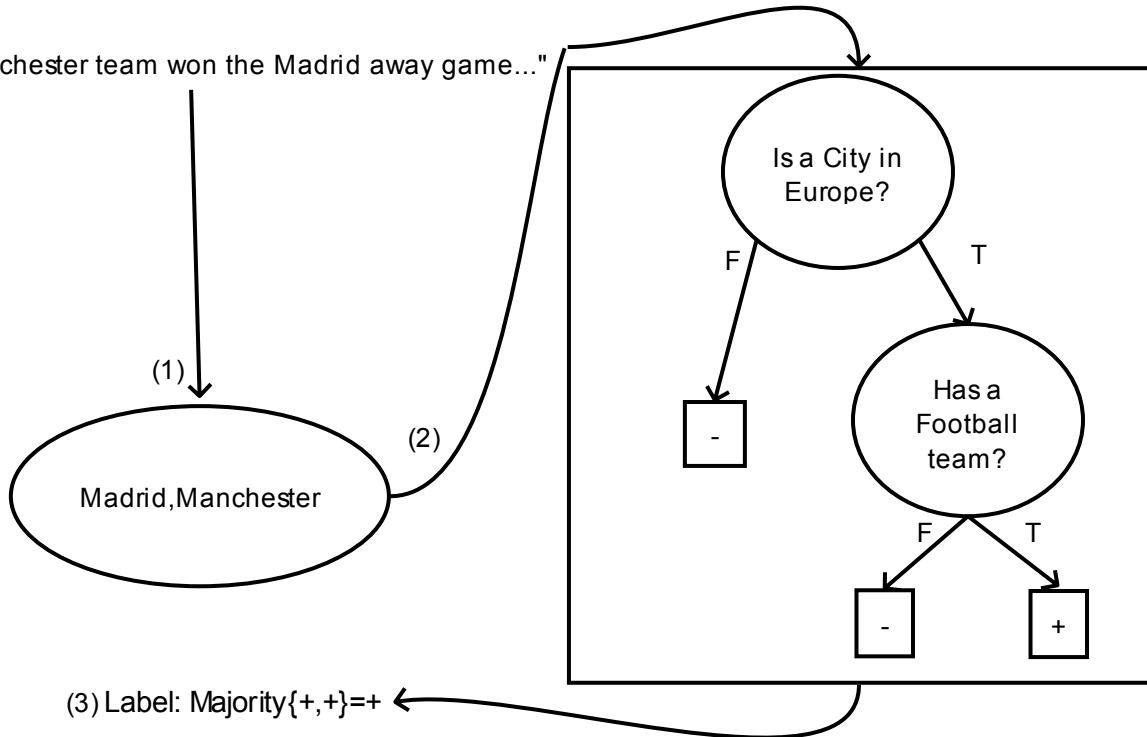 chester team won the Madrid away game..."
Is a City in
Europe?
F
T
(1)
Has a
Football
team?
(2)
-
Madrid,Manchester
F
T
-
+
(3) Label: Majority{+,+}=+